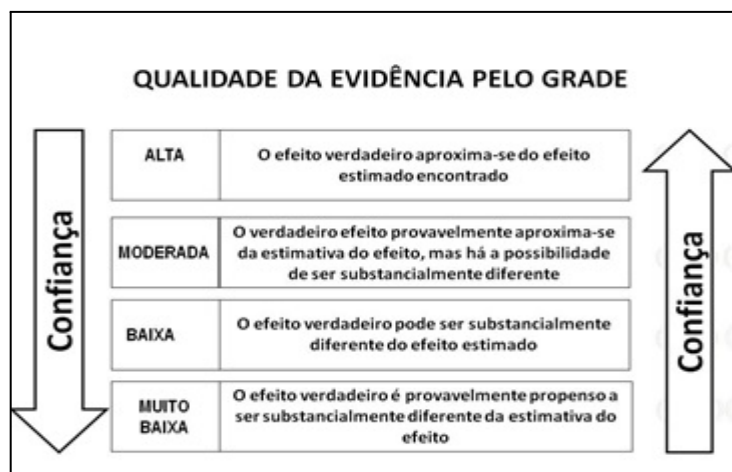 QUALIDADE DA EVIDÊNCIA PELO GRADE
Confiança
ALTA
O efeito verdadeiro aproxima-se do efeito
estimado encontrado
MODERADA
O verdadeiro efeito provavelmente aproxima-se
da estimativa do efeito, mas há a possibilidade
de ser substancialmente diferente
BAIXA
O efeito verdadeiro pode ser substancialmente
diferente do efeito estimado
MUITO
BAIXA
O efeito verdadeiro é provavelmente propenso a
ser substancialmente diferente da estimativa do
efeito
Confiança